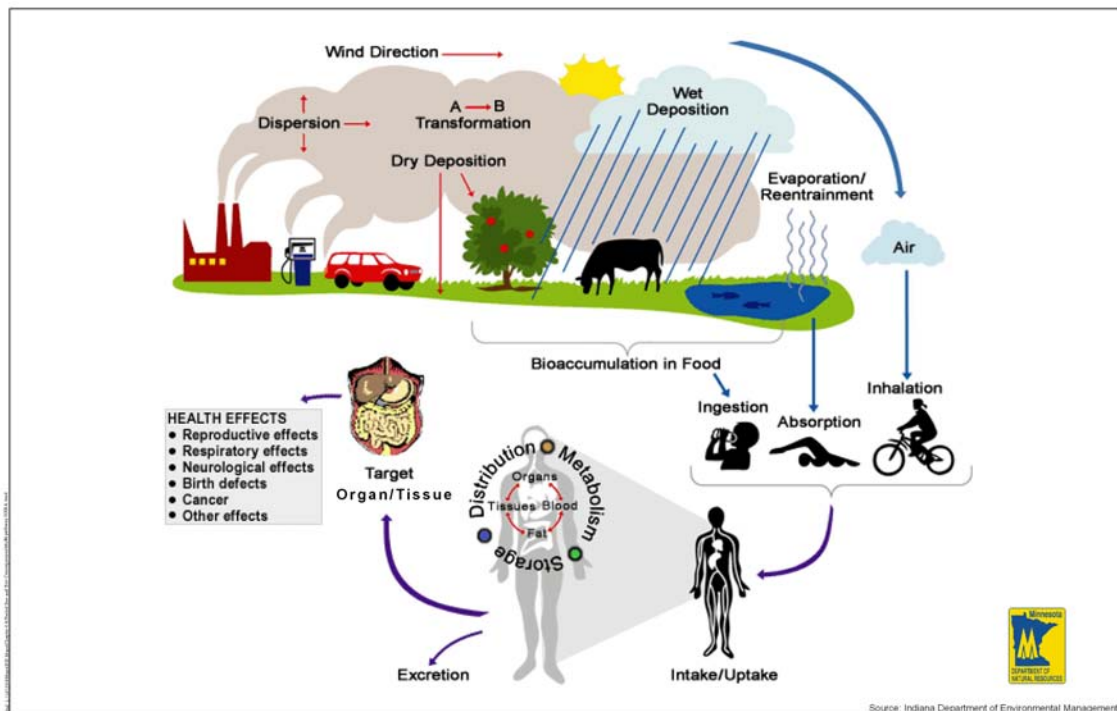 Wind Direction
Dispersion
A → B
Transformation
Wet
Deposition
Dry Deposition
Evaporation/
Reentrainment
Air
Bioaccumulation in Food
Ingestion
Absorption
Inhalation
HEALTH EFFECTS
● Reproductive effects
● Respiratory effects
● Neurological effects
● Birth defects
● Cancer
● Other effects
Target
Organ/Tissue
Distribution
Metabolism
Storage
Organs
Tissues
Blood
Fat
Excretion
Intake/Uptake
Minnesota
DEPARTMENT OF
NATURAL RESOURCES
Source: Indiana Department of Environmental Management